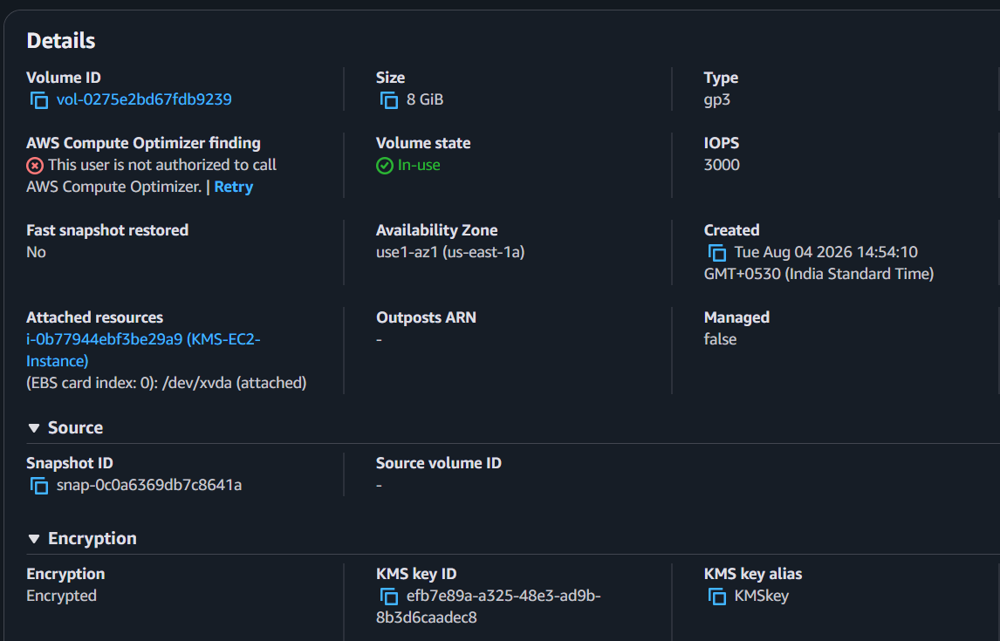 Details
Volume ID
vol-0275e2bd67fdb9239
Size
8 GiB
Type
gp3
AWS Compute Optimizer finding
This user is not authorized to call
AWS Compute Optimizer. | Retry
Volume state
In-use
IOPS
3000
Fast snapshot restored
No
Availability Zone
use1-az1 (us-east-1a)
Created
Tue Aug 04 2026 14:54:10
GMT+0530 (India Standard Time)
Attached resources
i-0b77944ebf3be29a9 (KMS-EC2-
Instance)
(EBS card index: 0): /dev/xvda (attached)
Outposts ARN
-
Managed
false
Source
Snapshot ID
snap-0c0a6369db7c8641a
Source volume ID
-
Encryption
Encryption
Encrypted
KMS key ID
efb7e89a-a325-48e3-ad9b-
8b3d6caadec8
KMS key alias
KMSkey